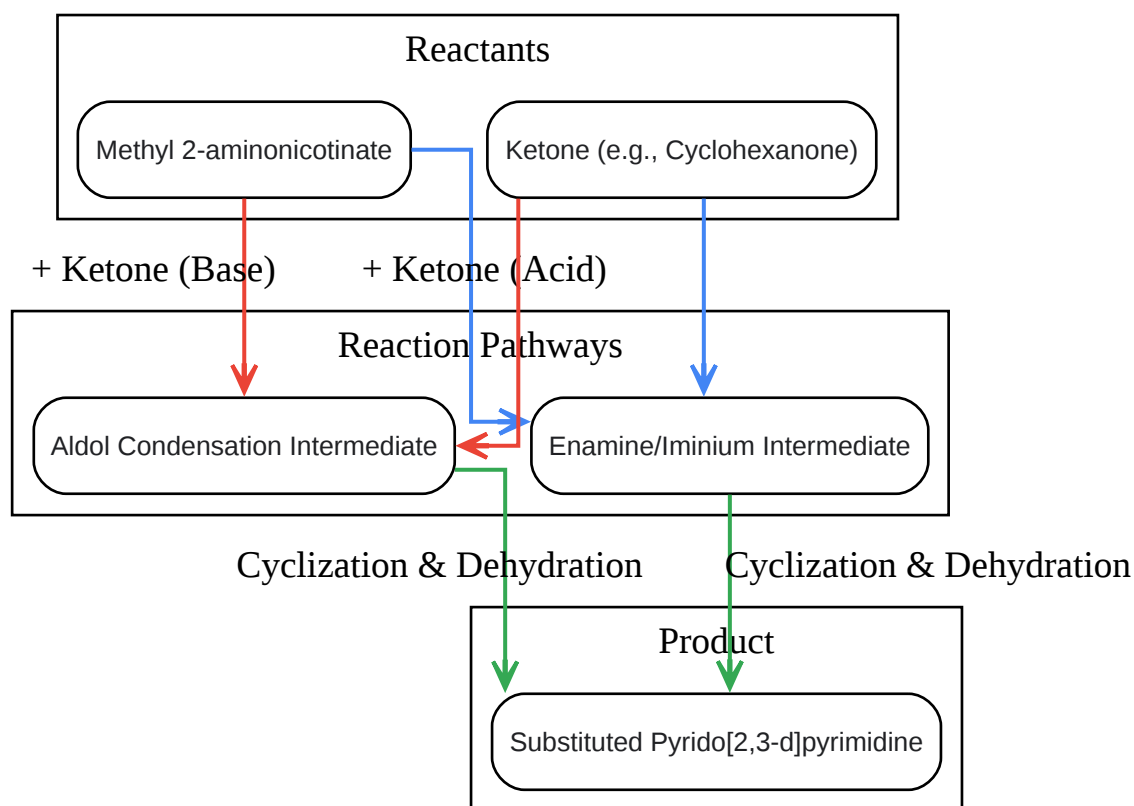 Reactants
Methyl 2-aminonicotinate
Ketone (e.g., Cyclohexanone)
+ Ketone (Base)
+ Ketone (Acid)
Reaction Pathways
Aldol Condensation Intermediate
Enamine/Iminium Intermediate
Cyclization & Dehydration
Cyclization & Dehydration
Product
Substituted Pyrido[2,3-d]pyrimidine